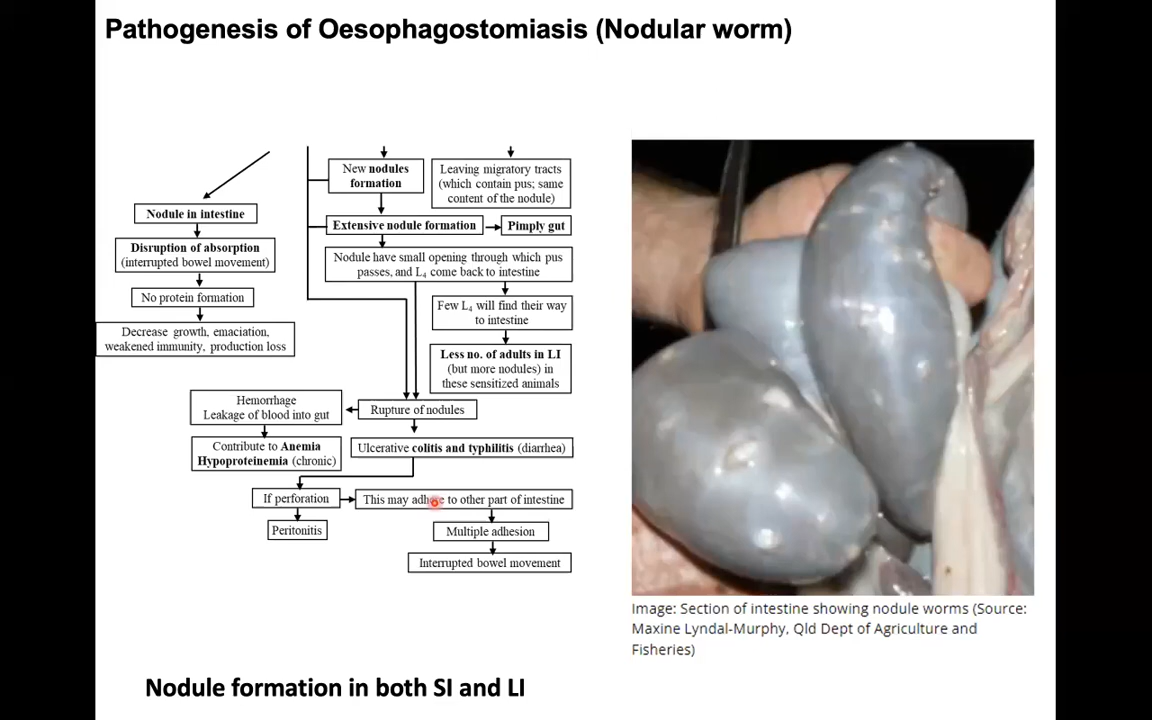 Pathogenesis of Oesophagostomiasis (Nodular worm)
New nodules
formation
Leaving migratory tracts
(which contain pus; same
content of the nodule)
Nodule in intestine
Extensive nodule formation
Pimply gut
Disruption of absorption
(interrupted bowel movement)
Nodule have small opening through which pus
passes, and L₄ come back to intestine
No protein formation
Few L₄ will find their way
to intestine
Decrease growth, emaciation,
weakened immunity, production loss
Less no. of adults in LI
(but more nodules) in
these sensitized animals
Hemorrhage
Leakage of blood into gut
Rupture of nodules
Contribute to Anemia
Hypoproteinemia (chronic)
Ulcerative colitis and typhilitis (diarrhea)
If perforation
This may adhere to other part of intestine
Peritonitis
Multiple adhesion
Interrupted bowel movement
Image: Section of intestine showing nodule worms (Source:
Maxine Lyndal-Murphy, Qld Dept of Agriculture and
Fisheries)
Nodule formation in both SI and LI